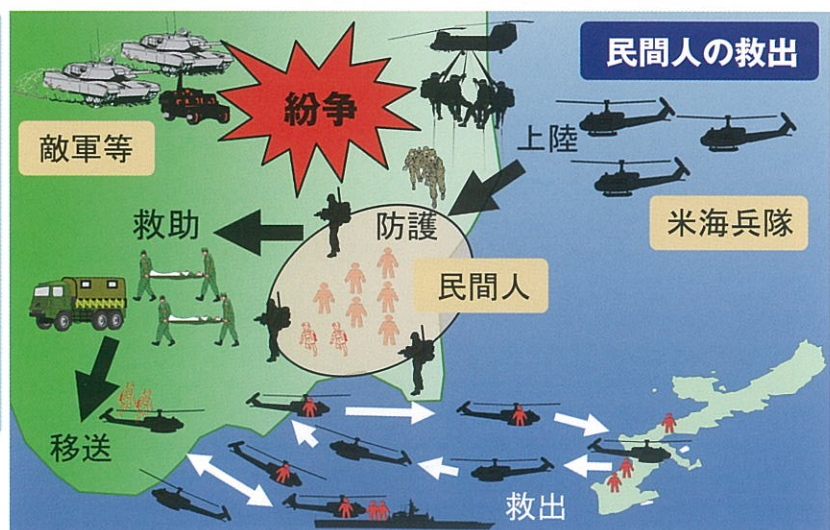 民間人の救出
紛争
敵軍等
上陸
米海兵隊
救助
防護
民間人
移送
救出